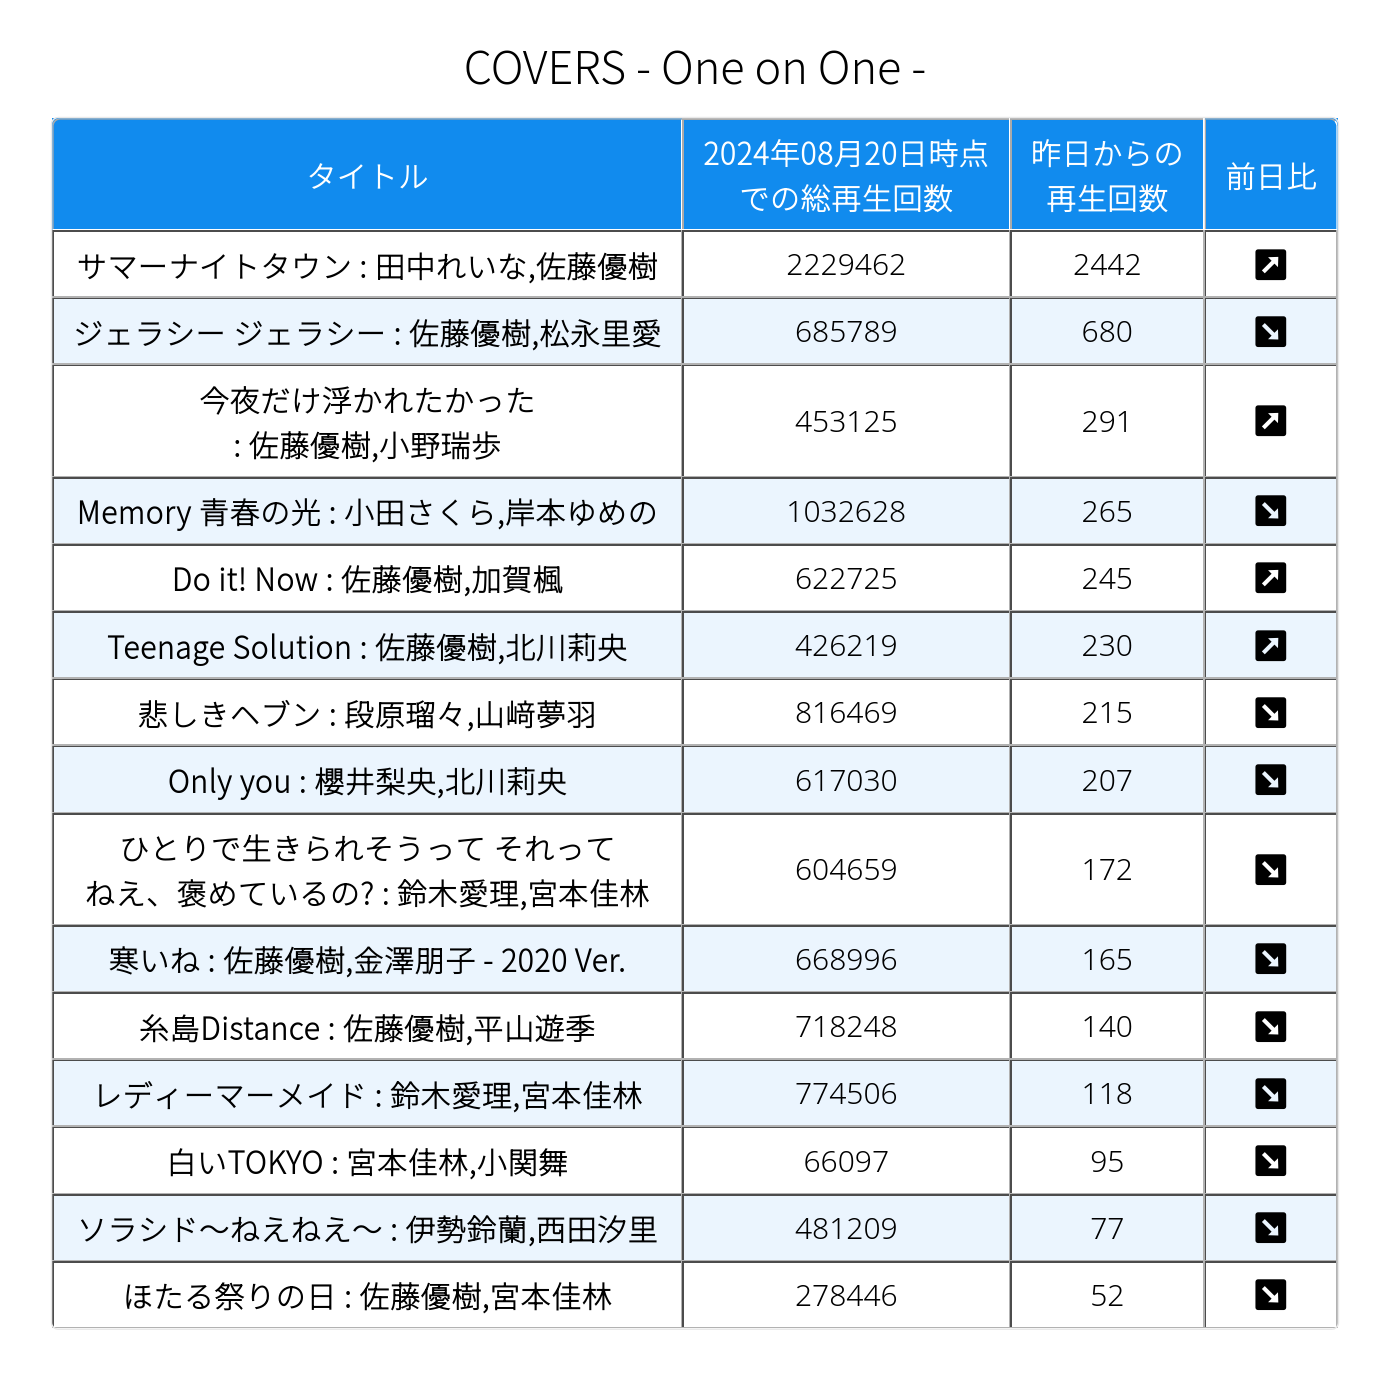 COVERS - One on One -
タイトル
2024年08月20日時点
での総再生回数
昨日からの
再生回数
前日比
サマーナイトタウン : 田中れいな,佐藤優樹
2229462
2442
ジェラシー ジェラシー : 佐藤優樹,松永里愛
685789
680
今夜だけ浮かれたかった
: 佐藤優樹,小野瑞歩
453125
291
Memory 青春の光 : 小田さくら,岸本ゆめの
1032628
265
Do it! Now : 佐藤優樹,加賀楓
622725
245
Teenage Solution : 佐藤優樹,北川莉央
426219
230
悲しきヘブン : 段原瑠々,山﨑夢羽
816469
215
Only you : 櫻井梨央,北川莉央
617030
207
ひとりで生きられそうって それって
ねえ、褒めているの? : 鈴木愛理,宮本佳林
604659
172
寒いね : 佐藤優樹,金澤朋子 - 2020 Ver.
668996
165
糸島Distance : 佐藤優樹,平山遊季
718248
140
レディーマーメイド : 鈴木愛理,宮本佳林
774506
118
白いTOKYO : 宮本佳林,小関舞
66097
95
ソラシド〜ねえねえ〜 : 伊勢鈴蘭,西田汐里
481209
77
ほたる祭りの日 : 佐藤優樹,宮本佳林
278446
52